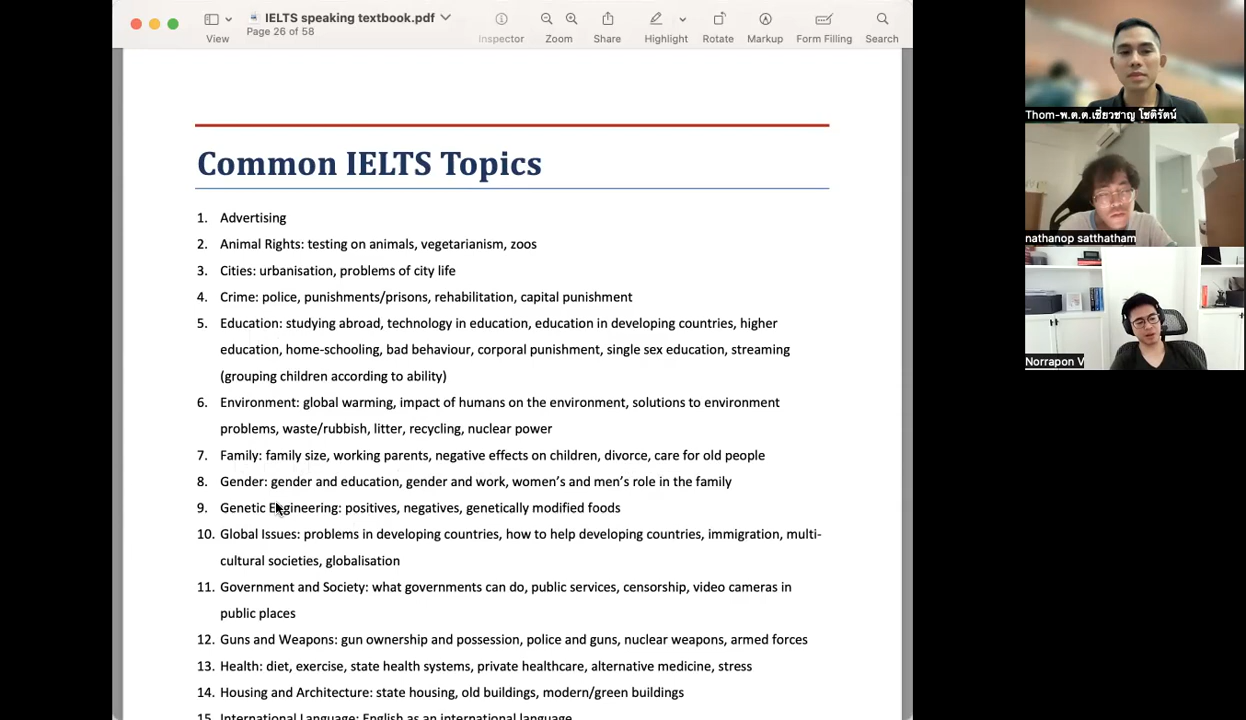 IELTS speaking textbook.pdf
Page 26 of 58
View
Inspector
Zoom
Share
Highlight
Rotate
Markup
Form Filling
Search
Common IELTS Topics
1. Advertising
2. Animal Rights: testing on animals, vegetarianism, zoos
3. Cities: urbanisation, problems of city life
4. Crime: police, punishments/prisons, rehabilitation, capital punishment
5. Education: studying abroad, technology in education, education in developing countries, higher
education, home-schooling, bad behaviour, corporal punishment, single sex education, streaming
(grouping children according to ability)
6. Environment: global warming, impact of humans on the environment, solutions to environment
problems, waste/rubbish, litter, recycling, nuclear power
7. Family: family size, working parents, negative effects on children, divorce, care for old people
8. Gender: gender and education, gender and work, women's and men's role in the family
9. Genetic Engineering: positives, negatives, genetically modified foods
10. Global Issues: problems in developing countries, how to help developing countries, immigration, multi-
cultural societies, globalisation
11. Government and Society: what governments can do, public services, censorship, video cameras in
public places
12. Guns and Weapons: gun ownership and possession, police and guns, nuclear weapons, armed forces
13. Health: diet, exercise, state health systems, private healthcare, alternative medicine, stress
14. Housing and Architecture: state housing, old buildings, modern/green buildings
15. International Language: English as an international language
Thom-พ.ต.ต.เชี่ยวชาญ โชติรัตน์
nathanop satthatham
Norrapon V